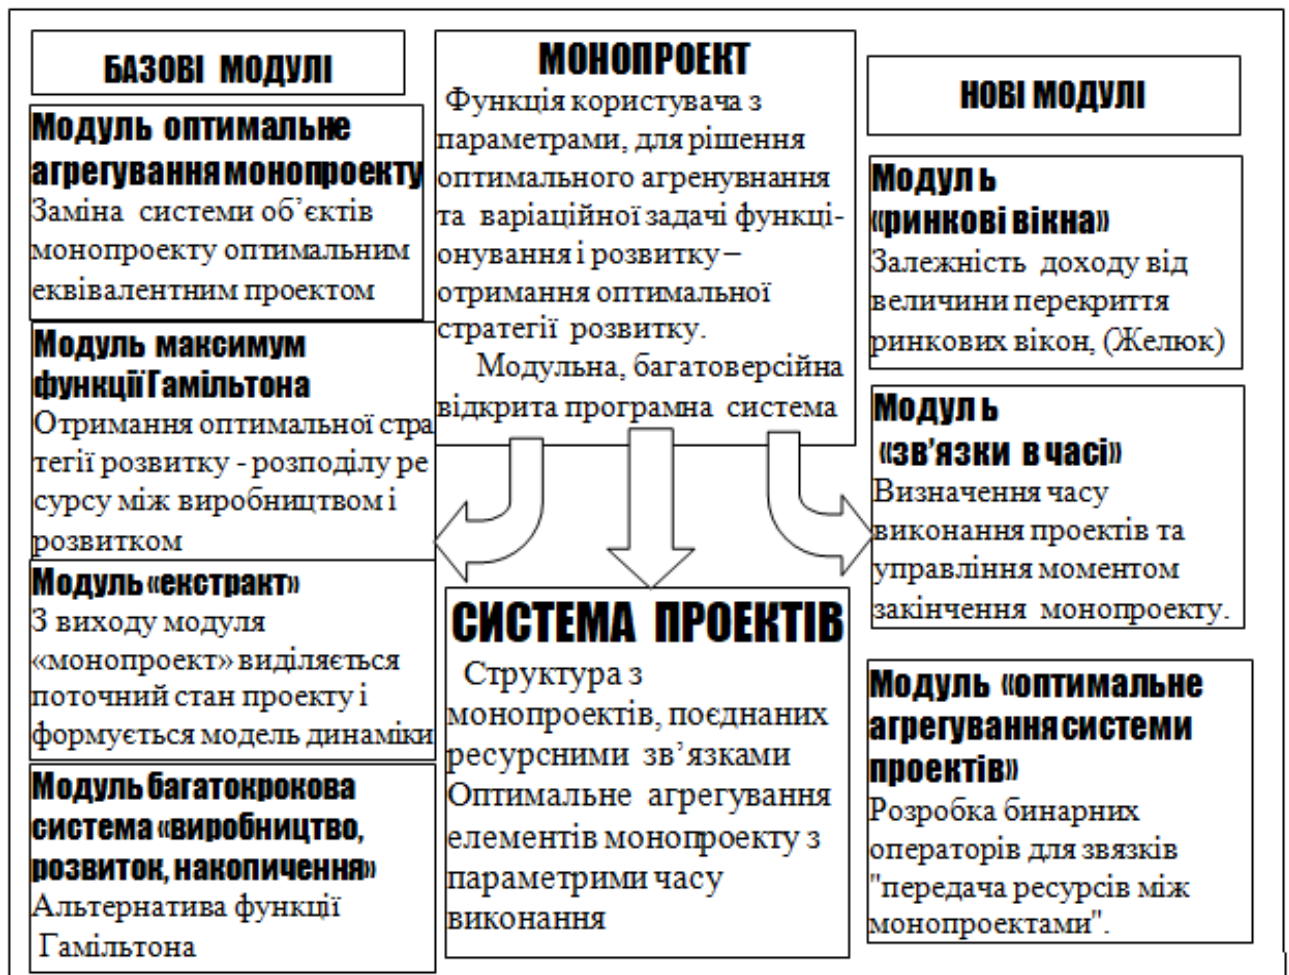 БАЗОВІ МОДУЛІ
Модуль оптимальне
агрегування монопроекту
Заміна системи об’єктів
монопроекту оптимальним
еквівалентним проектом
Модуль максимум
функції Гамільтона
Отримання оптимальної стра
тегії розвитку - розподілу ре
сурсу між виробництвом і
розвитком
Модуль «екстракт»
З виходу модуля
«монопроект» виділяється
поточний стан проекту і
формується модель динаміки
Модуль багатокрокова
система «виробництво,
розвиток, накопичення»
Альтернатива функції
Гамільтона
МОНОПРОЕКТ
Функція користувача з
параметрами, для рішення
оптимального агренувнання
та варіаційної задачі функці-
онування і розвитку –
отримання оптимальної
стратегії розвитку.
Модульна, багатоверсійна
відкрита програмна система
СИСТЕМА ПРОЕКТІВ
Структура з
монопроектів, поєднаних
ресурсними зв’язками
Оптимальне агрегування
елементів монопроекту з
параметрими часу
виконання
НОВІ МОДУЛІ
Модуль
«ринкові вікна»
Залежність доходу від
величини перекриття
ринкових вікон, (Желюк)
Модуль
«зв'язки в часі»
Визначення часу
виконання проектів та
управління моментом
закінчення монопроекту.
Модуль «оптимальне
агрегування системи
проектів»
Розробка бинарних
операторів для звязків
"передача ресурсів між
монопроектами".